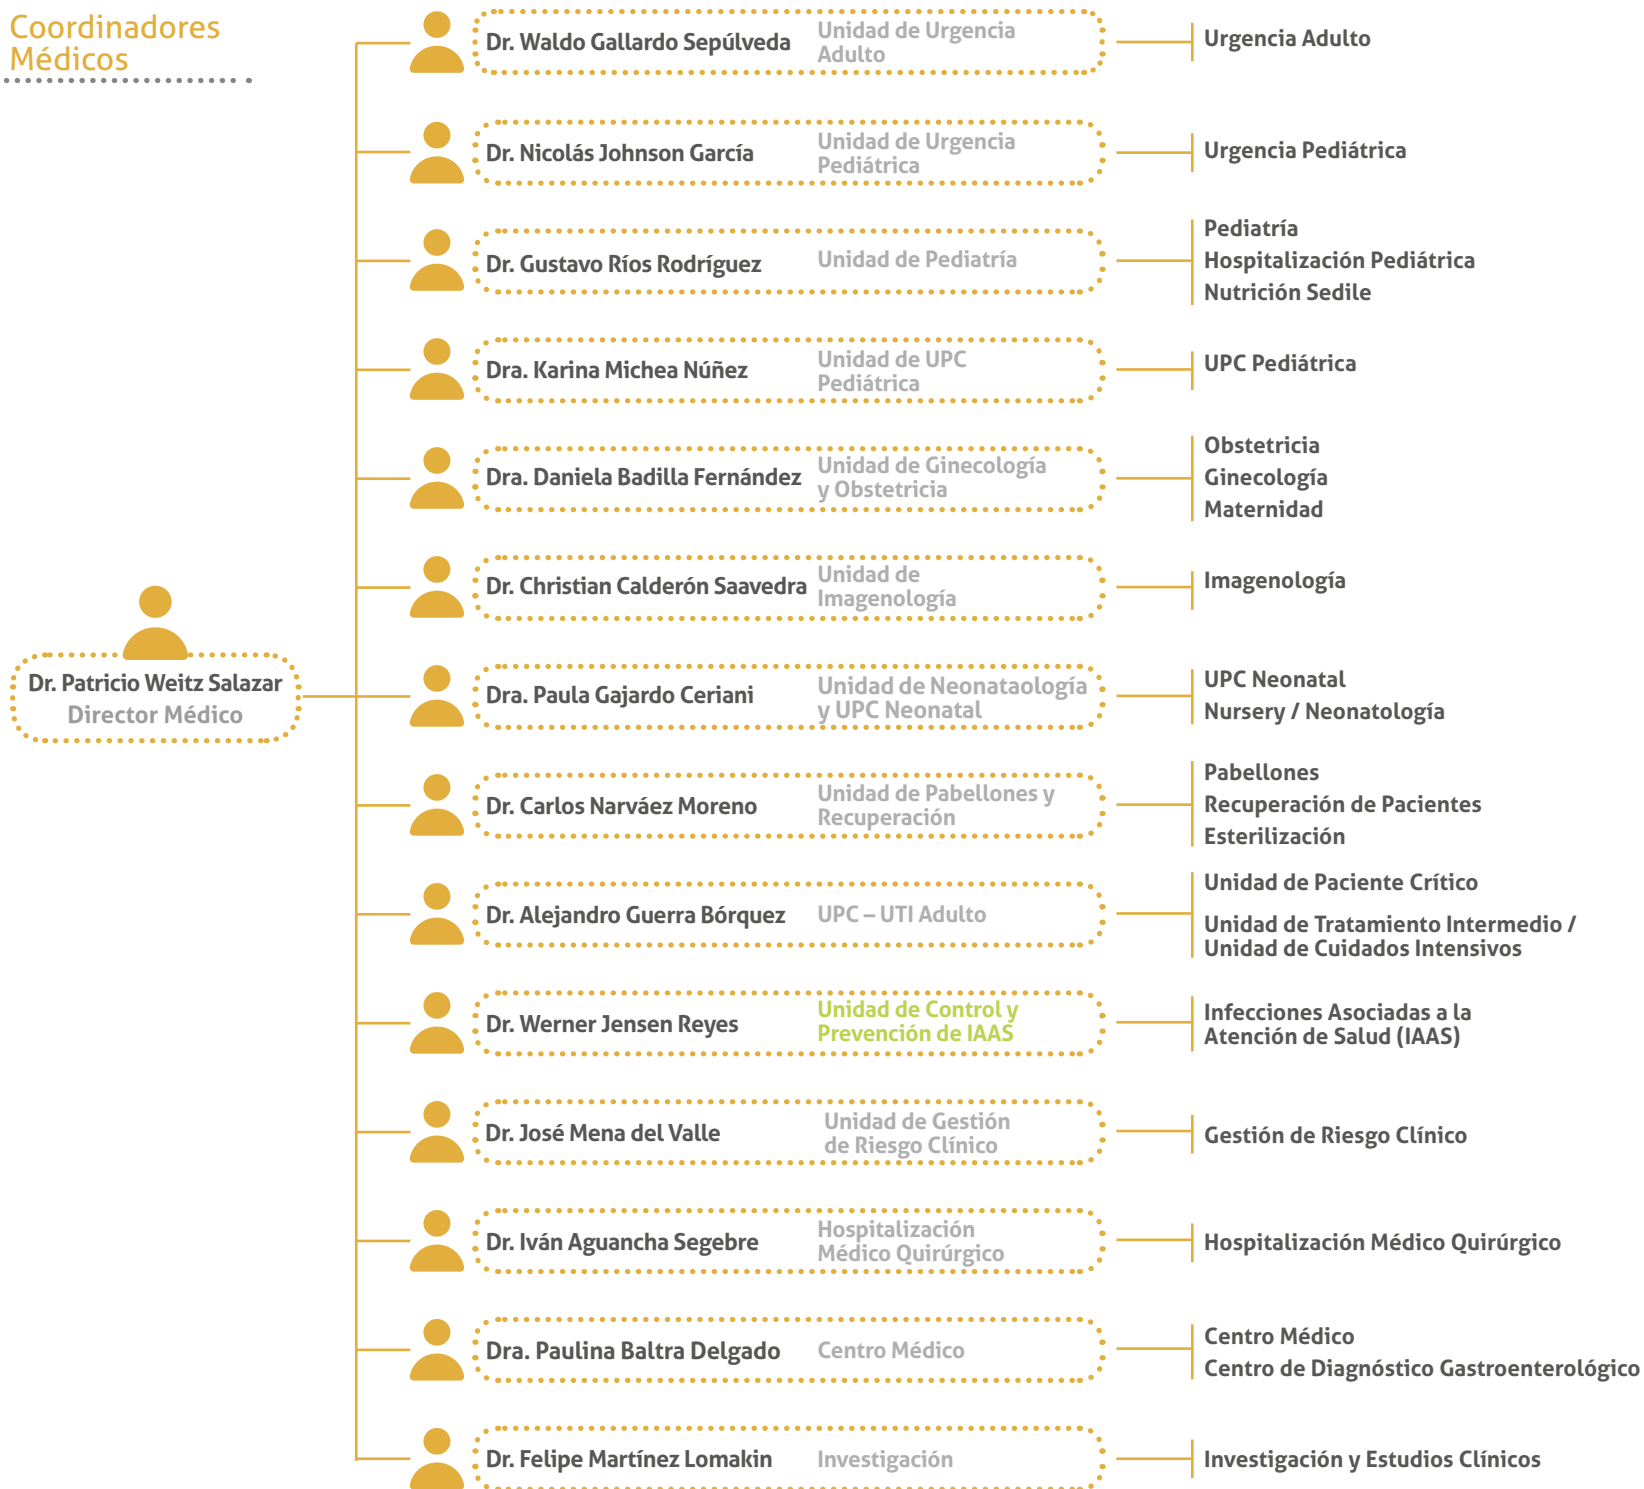 Coordinadores
Médicos
Dr. Patricio Weitz Salazar
Director Médico
Dr. Waldo Gallardo Sepúlveda
Unidad de Urgencia
Adulto
Urgencia Adulto
Dr. Nicolás Johnson García
Unidad de Urgencia
Pediátrica
Urgencia Pediátrica
Dr. Gustavo Ríos Rodríguez
Unidad de Pediatría
Pediatría
Hospitalización Pediátrica
Nutrición Sedile
Dra. Karina Michea Núñez
Unidad de UPC
Pediátrica
UPC Pediátrica
Dra. Daniela Badilla Fernández
Unidad de Ginecología
y Obstetricia
Obstetricia
Ginecología
Maternidad
Dr. Christian Calderón Saavedra
Unidad de
Imagenología
Imagenología
Dra. Paula Gajardo Ceriani
Unidad de Neonataología
y UPC Neonatal
UPC Neonatal
Nursery / Neonatología
Dr. Carlos Narváez Moreno
Unidad de Pabellones y
Recuperación
Pabellones
Recuperación de Pacientes
Esterilización
Dr. Alejandro Guerra Bórquez
UPC – UTI Adulto
Unidad de Paciente Crítico
Unidad de Tratamiento Intermedio /
Unidad de Cuidados Intensivos
Dr. Werner Jensen Reyes
Unidad de Control y
Prevención de IAAS
Infecciones Asociadas a la
Atención de Salud (IAAS)
Dr. José Mena del Valle
Unidad de Gestión
de Riesgo Clínico
Gestión de Riesgo Clínico
Dr. Iván Aguancha Segebre
Hospitalización
Médico Quirúrgico
Hospitalización Médico Quirúrgico
Dra. Paulina Baltra Delgado
Centro Médico
Centro Médico
Centro de Diagnóstico Gastroenterológico
Dr. Felipe Martínez Lomakin
Investigación
Investigación y Estudios Clínicos